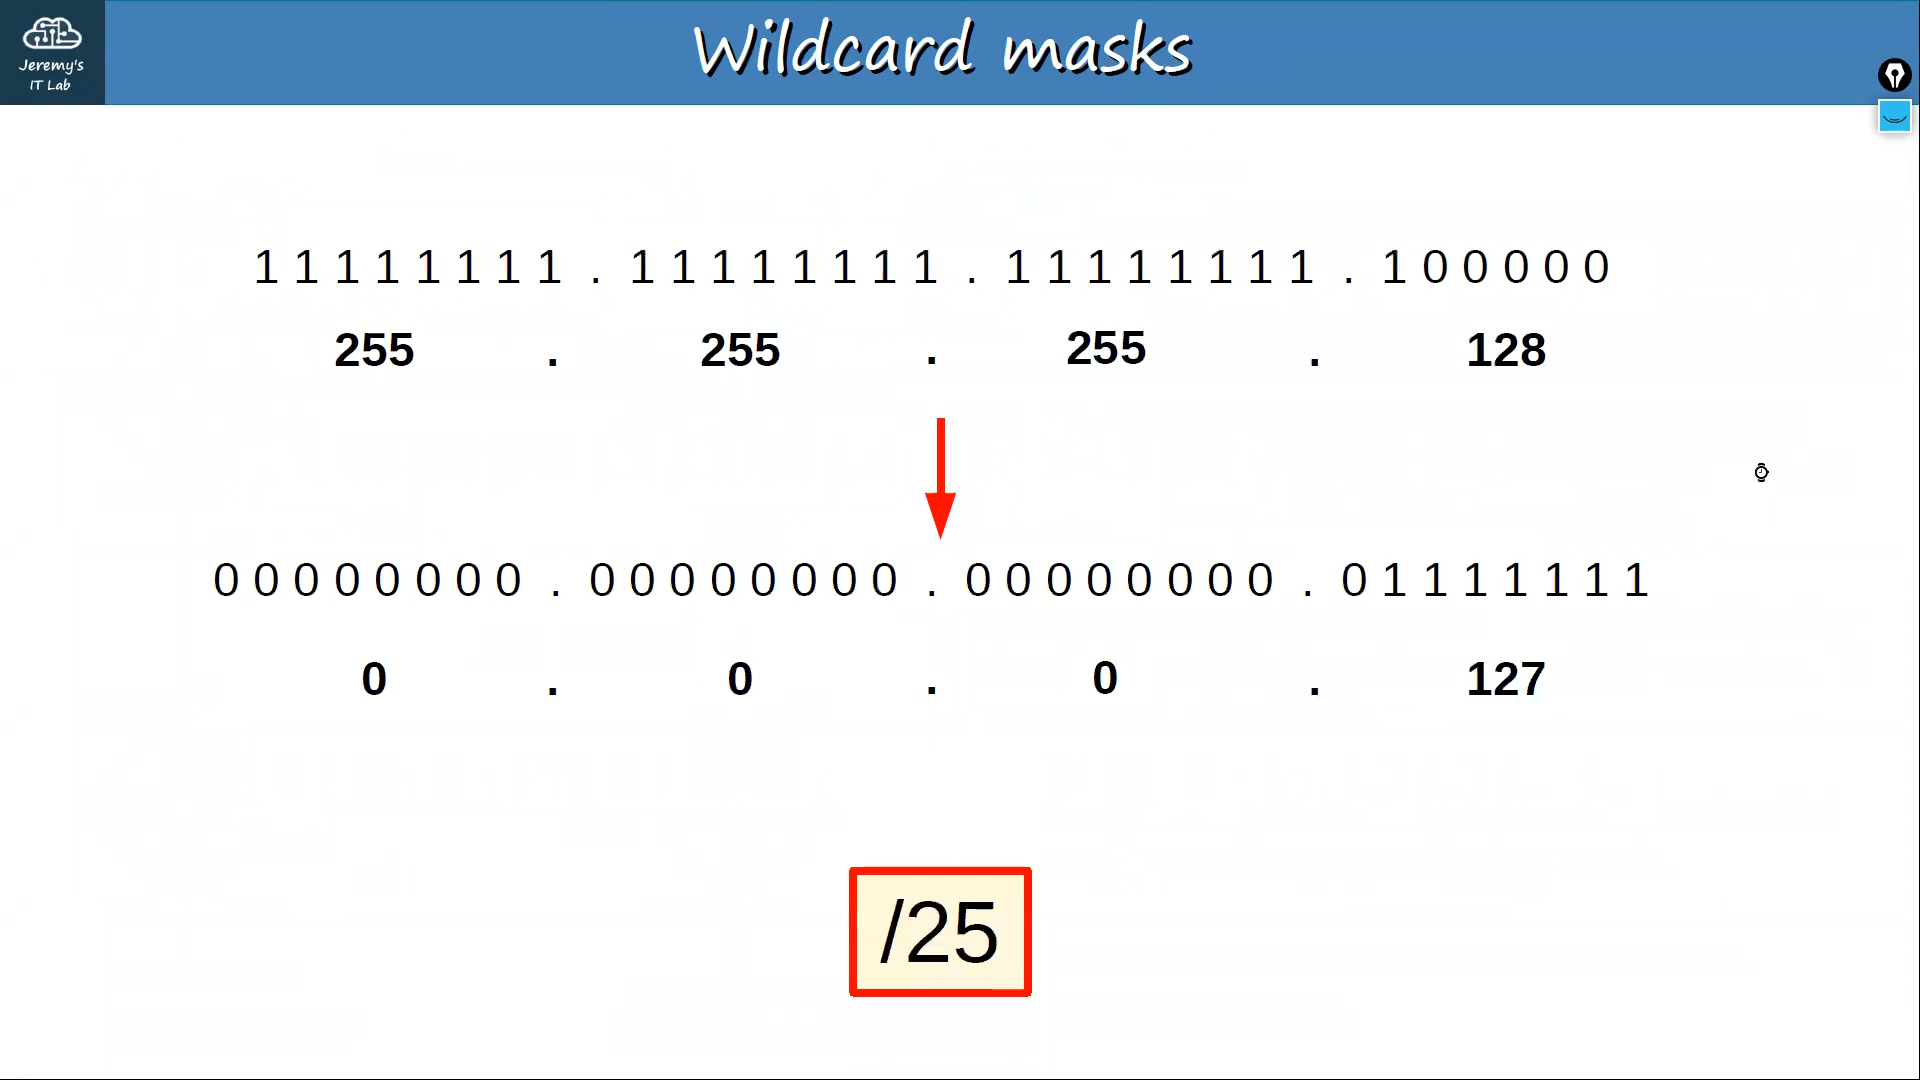 Jeremy's
IT Lab
Wildcard masks
1 1 1 1 1 1 1 1 . 1 1 1 1 1 1 1 1 . 1 1 1 1 1 1 1 1 . 1 0 0 0 0 0
255 . 255 . 255 . 128
0 0 0 0 0 0 0 0 . 0 0 0 0 0 0 0 0 . 0 0 0 0 0 0 0 0 . 0 1 1 1 1 1 1 1
0 . 0 . 0 . 127
/25